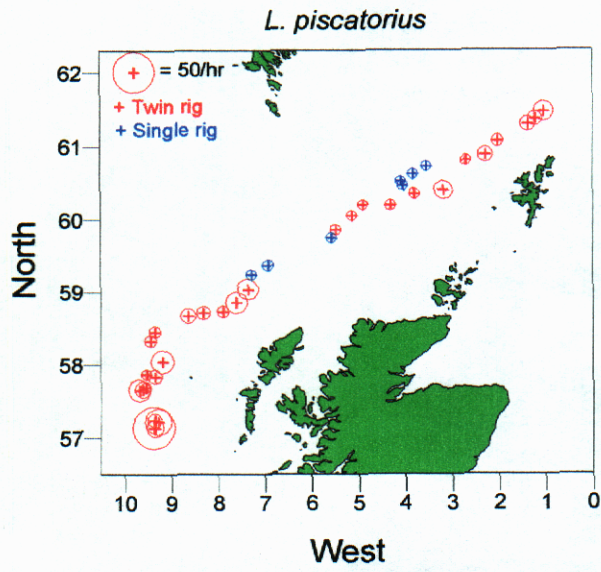 L. piscatorius
= 50/hr
+ Twin rig
+ Single rig
62
61
60
59
58
57
North
10 9 8 7 6 5 4 3 2 1 0
West